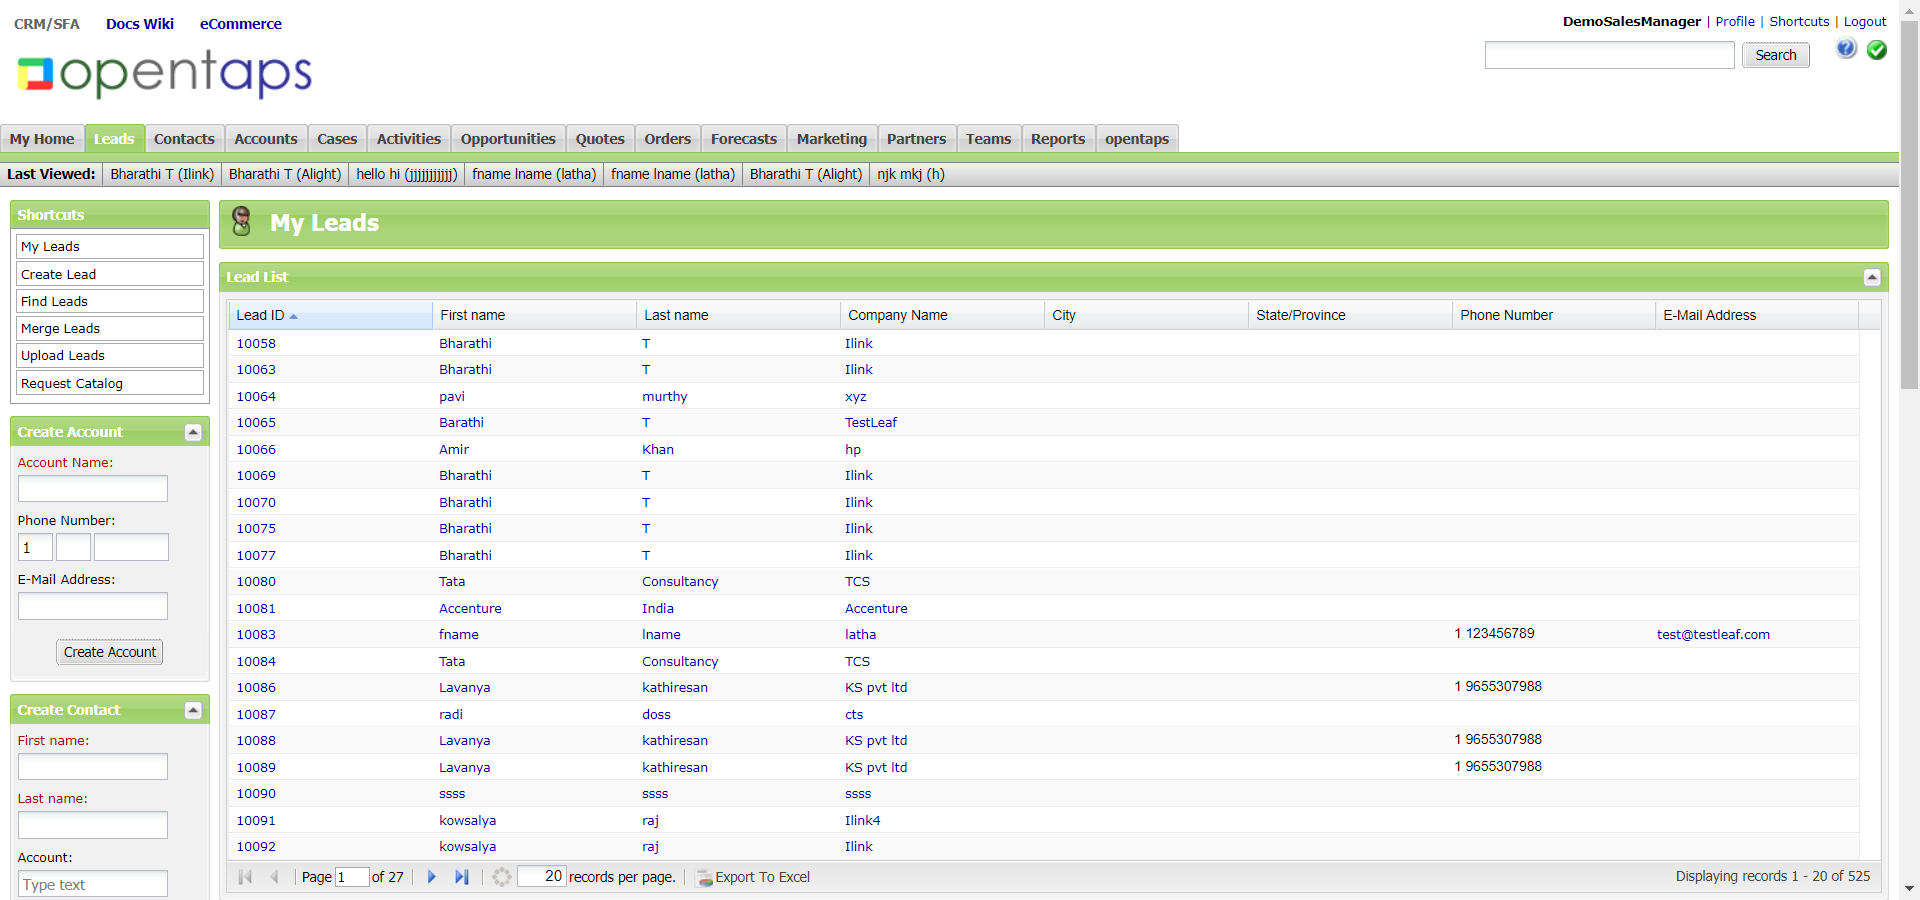 CRM/SFA Docs Wiki eCommerce
DemoSalesManager | Profile | Shortcuts | Logout
opentaps
Search
My Home Leads Contacts Accounts Cases Activities Opportunities Quotes Orders Forecasts Marketing Partners Teams Reports opentaps
Last Viewed: Bharathi T (Ilink) Bharathi T (Alight) hello hi (jjjjjjjjjjj) fname lname (latha) fname lname (latha) Bharathi T (Alight) njk mkj (h)
Shortcuts
My Leads
Create Lead
Find Leads
Merge Leads
Upload Leads
Request Catalog
Create Account
Account Name:
Phone Number:
1
E-Mail Address:
Create Account
Create Contact
First name:
Last name:
Account:
Type text
My Leads
Lead List
Lead ID First name Last name Company Name City State/Province Phone Number E-Mail Address
10058 Bharathi T Ilink
10063 Bharathi T Ilink
10064 pavi murthy xyz
10065 Barathi T TestLeaf
10066 Amir Khan hp
10069 Bharathi T Ilink
10070 Bharathi T Ilink
10075 Bharathi T Ilink
10077 Bharathi T Ilink
10080 Tata Consultancy TCS
10081 Accenture India Accenture
10083 fname lname latha 1 123456789 test@testleaf.com
10084 Tata Consultancy TCS
10086 Lavanya kathiresan KS pvt ltd 1 9655307988
10087 radi doss cts
10088 Lavanya kathiresan KS pvt ltd 1 9655307988
10089 Lavanya kathiresan KS pvt ltd 1 9655307988
10090 ssss ssss ssss
10091 kowsalya raj Ilink4
10092 kowsalya raj Ilink
Page 1 of 27 20 records per page. Export To Excel Displaying records 1 - 20 of 525